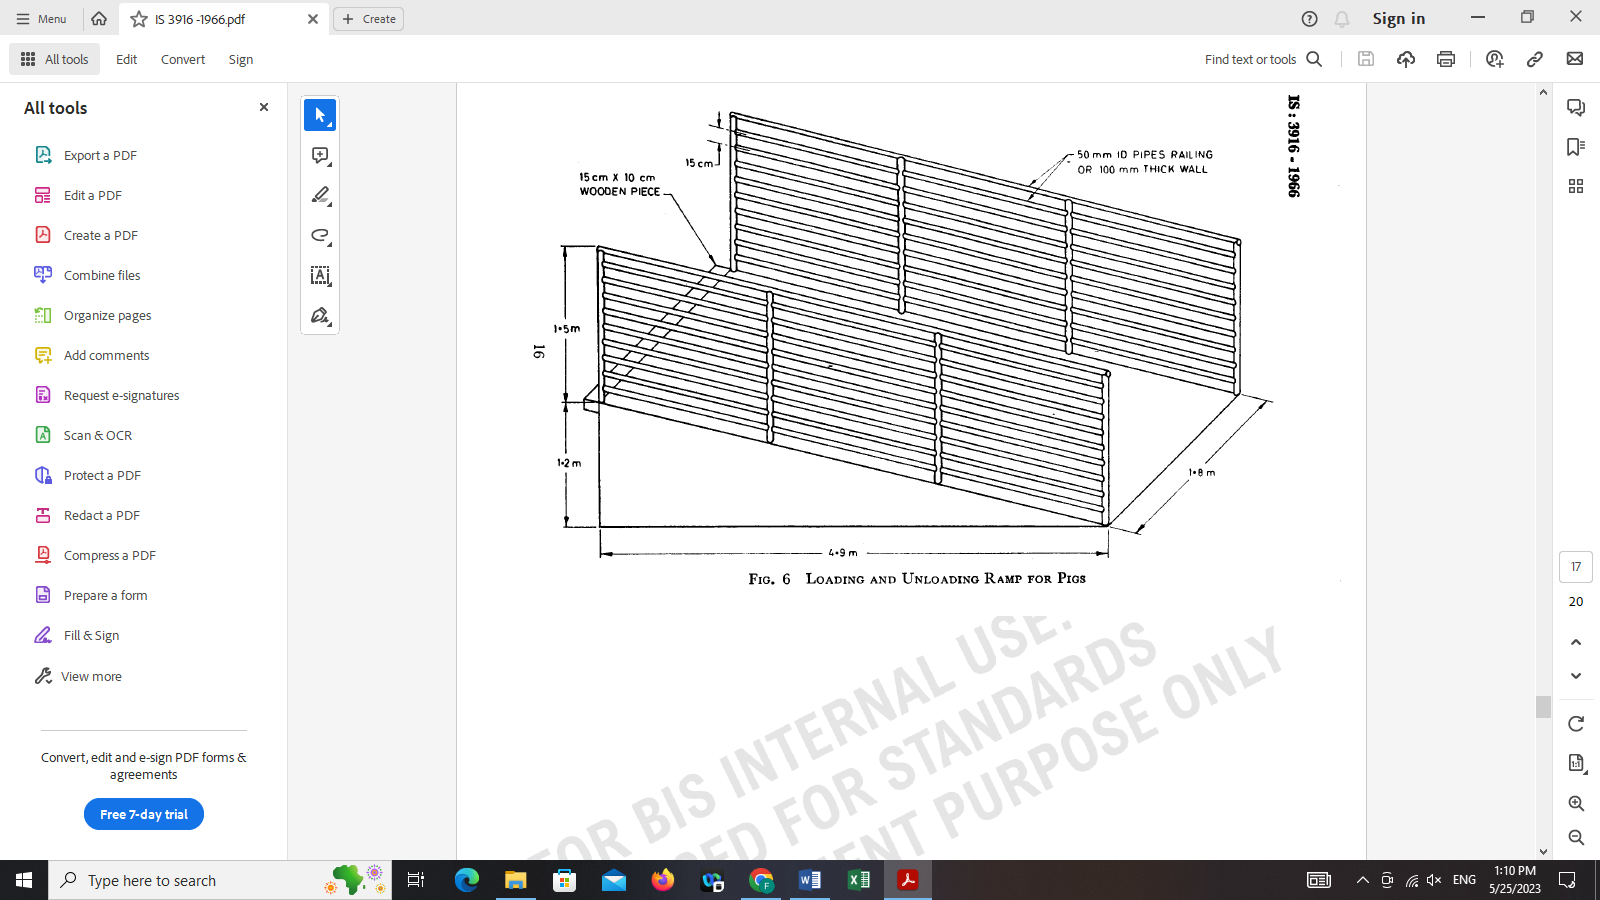 Menu
IS 3916 -1966.pdf
Create
Sign in
All tools
Edit
Convert
Sign
Find text or tools
All tools
Export a PDF
Edit a PDF
Create a PDF
Combine files
Organize pages
Add comments
Request e-signatures
Scan & OCR
Protect a PDF
Redact a PDF
Compress a PDF
Prepare a form
Fill & Sign
View more
Convert, edit and e-sign PDF forms &
agreements
Free 7-day trial
IS : 3916 - 1966
15 cm
50 mm ID PIPES RAILING
OR 100 mm THICK WALL
15 cm X 10 cm
WOODEN PIECE
1·5 m
16
1·2 m
1·8 m
4·9 m
FIG. 6 LOADING AND UNLOADING RAMP FOR PIGS
FOR BIS INTERNAL USE.
FOR STANDARDS
PURPOSE ONLY
17
20
1:1
Type here to search
ENG
1:10 PM
5/25/2023